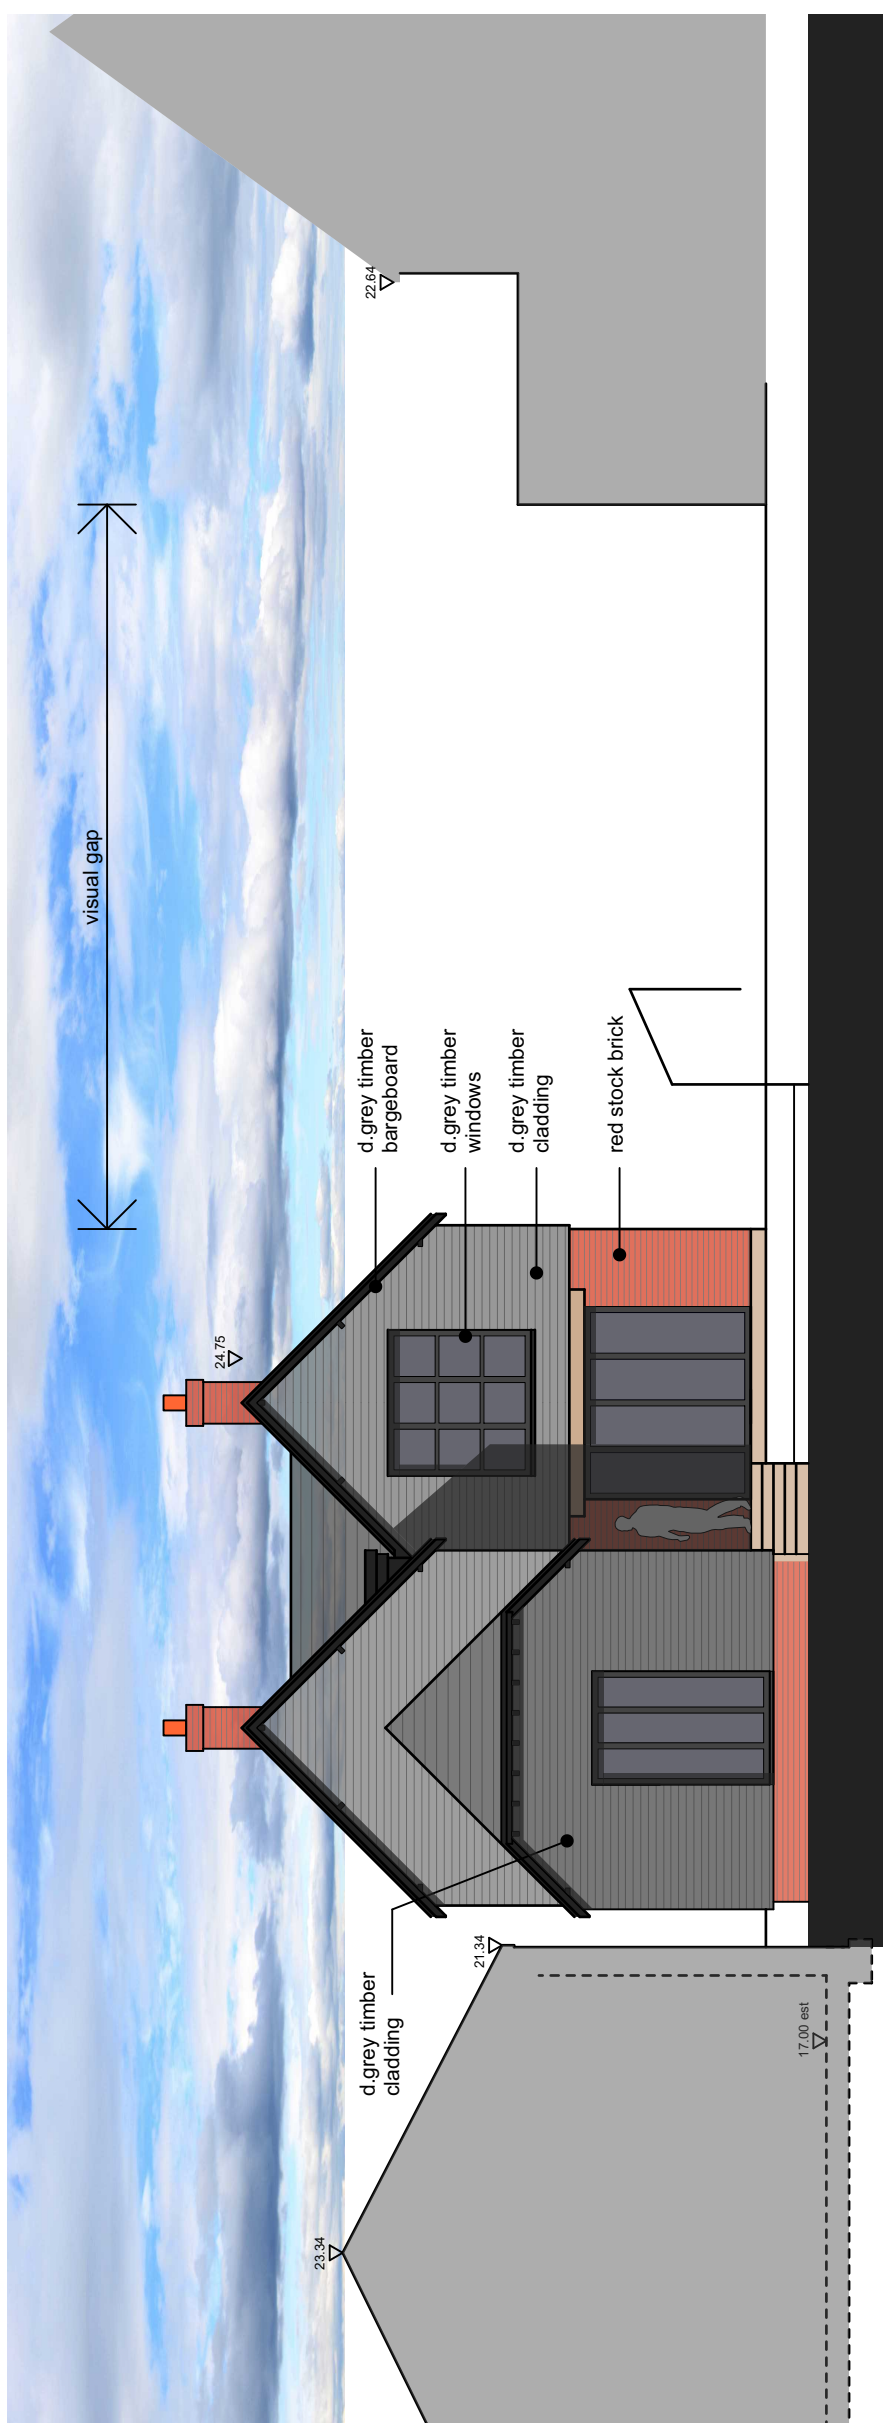 visual gap
22.64
24.75
d.grey timber
bargeboard
d.grey timber
windows
d.grey timber
cladding
red stock brick
d.grey timber
cladding
21.34
23.34
17.00 est